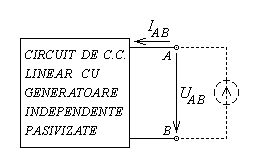 I_AB
CIRCUIT DE C.C.
LINEAR CU
GENERATOARE
INDEPENDENTE
PASIVIZATE
A
U_AB
B